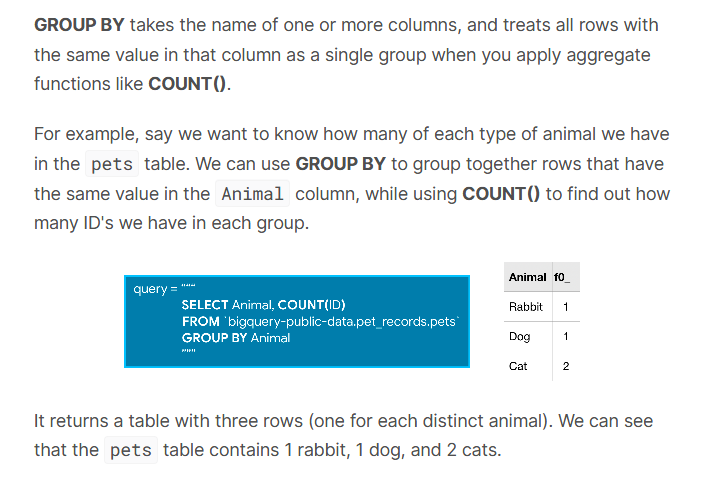 GROUP BY takes the name of one or more columns, and treats all rows with
the same value in that column as a single group when you apply aggregate
functions like COUNT().
For example, say we want to know how many of each type of animal we have
in the pets table. We can use GROUP BY to group together rows that have
the same value in the Animal column, while using COUNT() to find out how
many ID's we have in each group.
query = """
SELECT Animal, COUNT(ID)
FROM `bigquery-public-data.pet_records.pets`
GROUP BY Animal
"""
Animal f0_
Rabbit 1
Dog 1
Cat 2
It returns a table with three rows (one for each distinct animal). We can see
that the pets table contains 1 rabbit, 1 dog, and 2 cats.